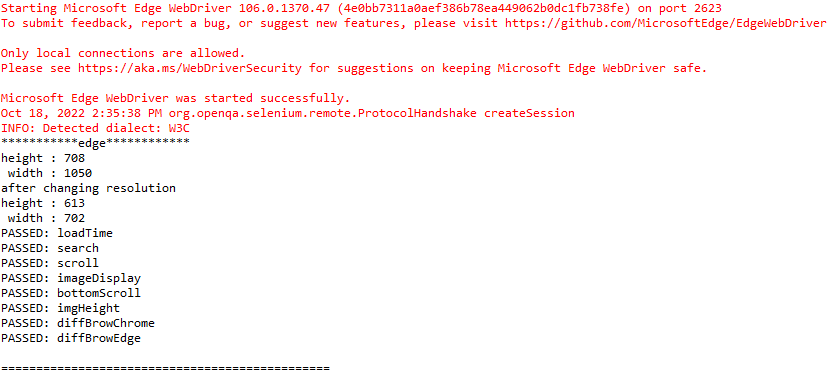 Starting Microsoft Edge WebDriver 106.0.1370.47 (4e0bb7311a0aef386b78ea449062b0dc1fb738fe) on port 2623
To submit feedback, report a bug, or suggest new features, please visit https://github.com/MicrosoftEdge/EdgeWebDriver
Only local connections are allowed.
Please see https://aka.ms/WebDriverSecurity for suggestions on keeping Microsoft Edge WebDriver safe.
Microsoft Edge WebDriver was started successfully.
Oct 18, 2022 2:35:38 PM org.openqa.selenium.remote.ProtocolHandshake createSession
INFO: Detected dialect: W3C
***********edge************
height : 708
 width : 1050
after changing resolution
height : 613
 width : 702
PASSED: loadTime
PASSED: search
PASSED: scroll
PASSED: imageDisplay
PASSED: bottomScroll
PASSED: imgHeight
PASSED: diffBrowChrome
PASSED: diffBrowEdge
===============================================